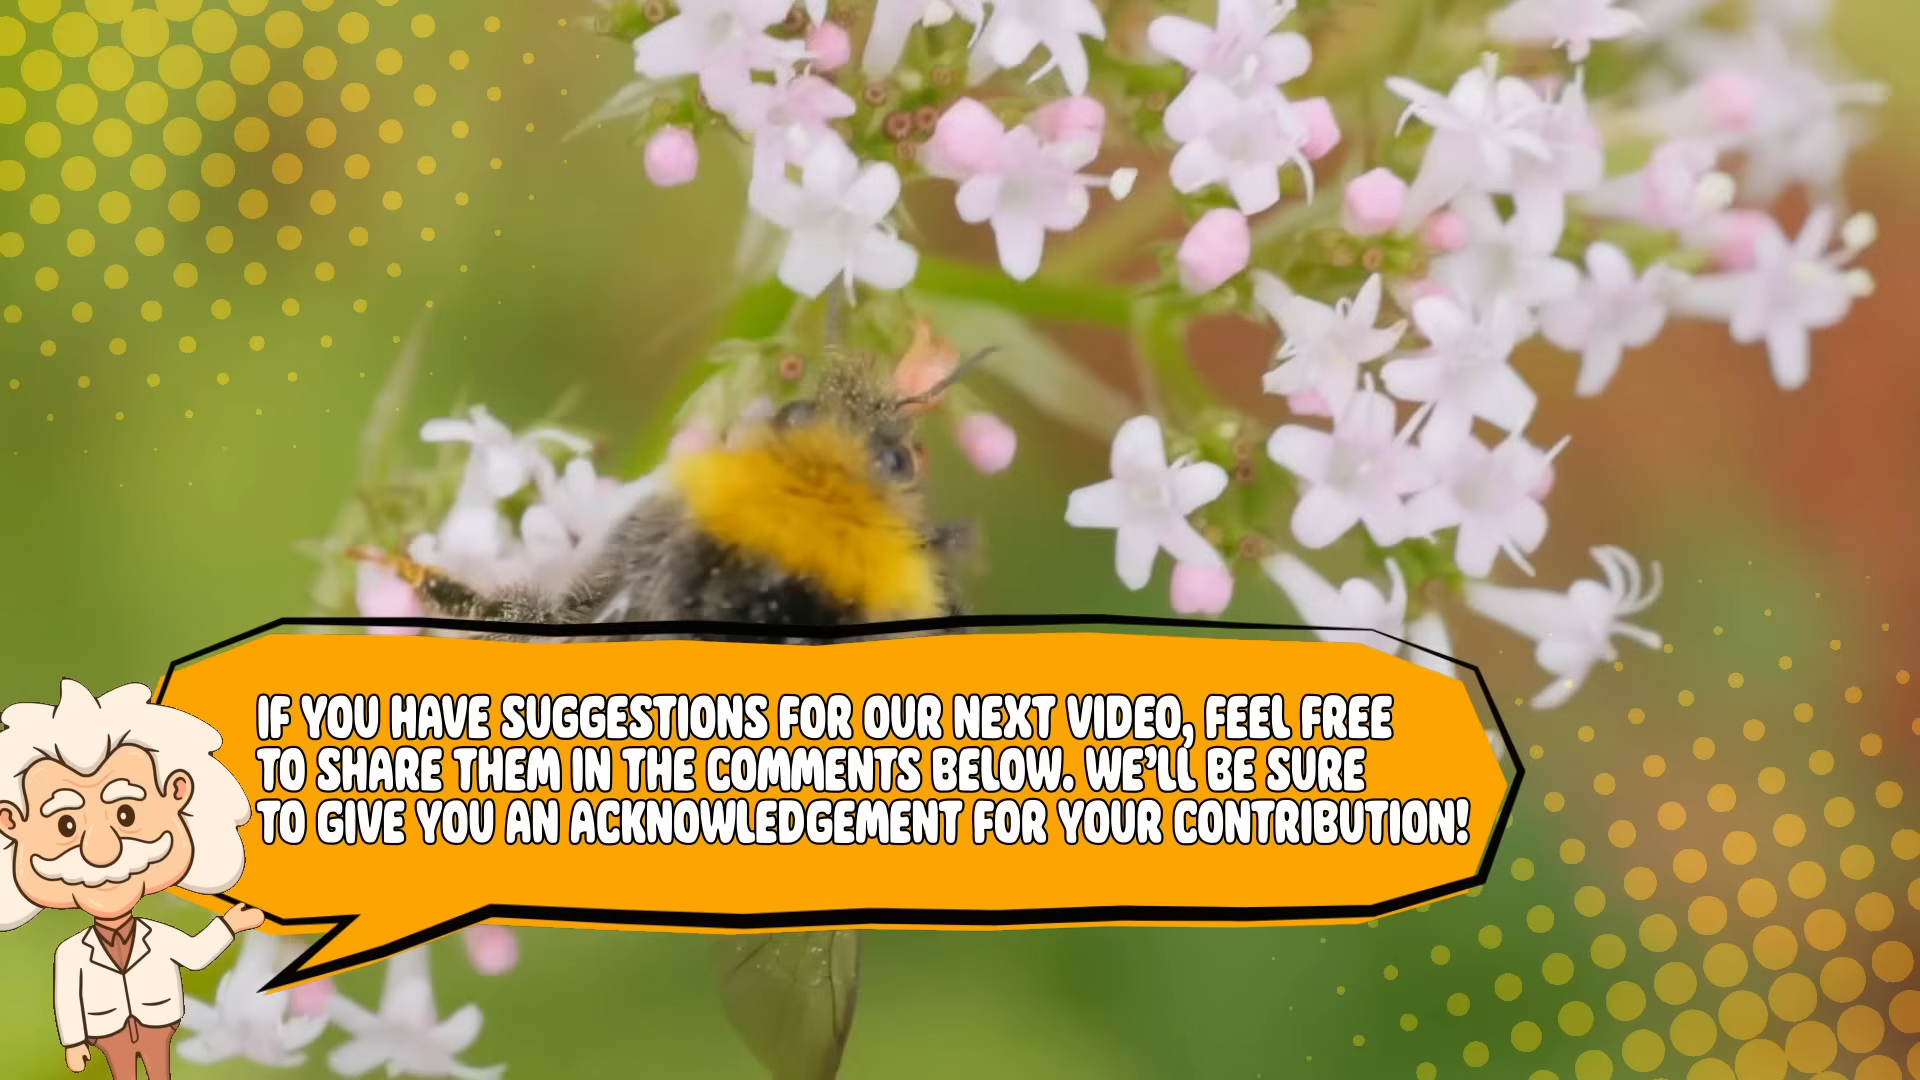 IF YOU HAVE SUGGESTIONS FOR OUR NEXT VIDEO, FEEL FREE
TO SHARE THEM IN THE COMMENTS BELOW. WE'LL BE SURE
TO GIVE YOU AN ACKNOWLEDGEMENT FOR YOUR CONTRIBUTION!